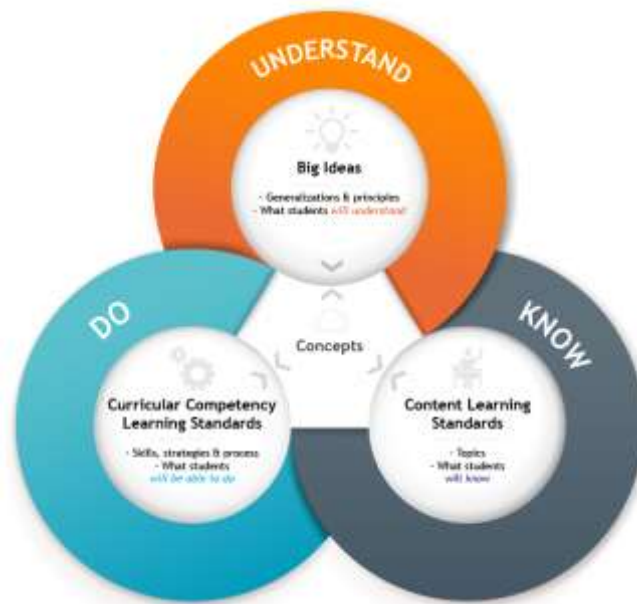 UNDERSTAND
Big Ideas
- Generalizations & principles
- What students will understand
DO
KNOW
Concepts
Curricular Competency
Learning Standards
- Skills, strategies & process
- What students
will be able to do
Content Learning
Standards
- Topics
- What students
will know